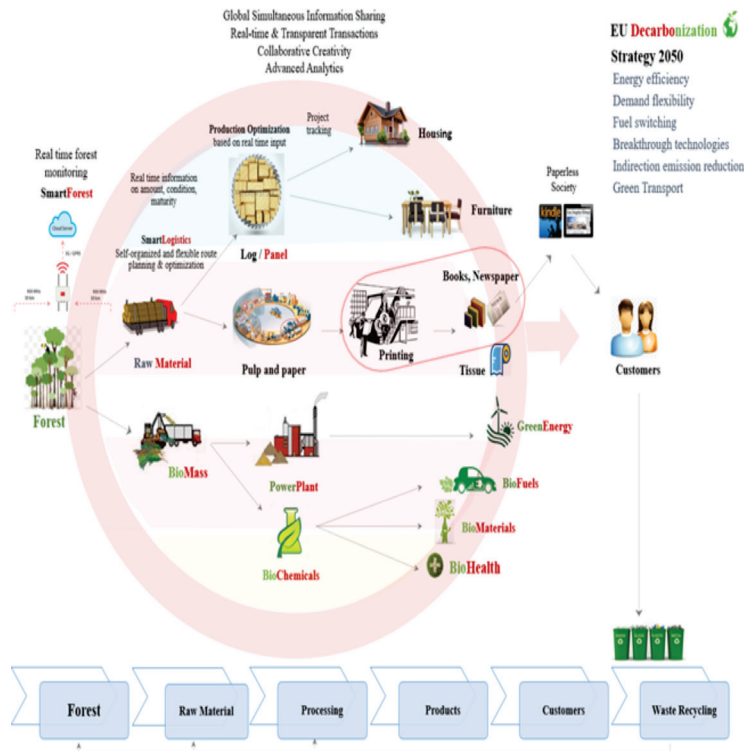 Global Simultaneous Information Sharing
Real-time & Transparent Transactions
Collaborative Creativity
Advanced Analytics
EU Decarbonization
Strategy 2050
Energy efficiency
Demand flexibility
Fuel switching
Breakthrough technologies
Indirection emission reduction
Green Transport
Production Optimization
based on real time input
Project
tracking
Housing
Real time forest
monitoring
SmartForest
Cloud Server
Real time information
on amount, condition,
maturity
Furniture
Paperless
Society
kindle
SmartLogistics
Self-organized and flexible route
planning & optimization
Log / Panel
Books, Newspaper
Raw Material
Pulp and paper
Printing
Tissue
Customers
Forest
BioMass
PowerPlant
GreenEnergy
BioFuels
BioMaterials
BioChemicals
BioHealth
Forest
Raw Material
Processing
Products
Customers
Waste Recycling